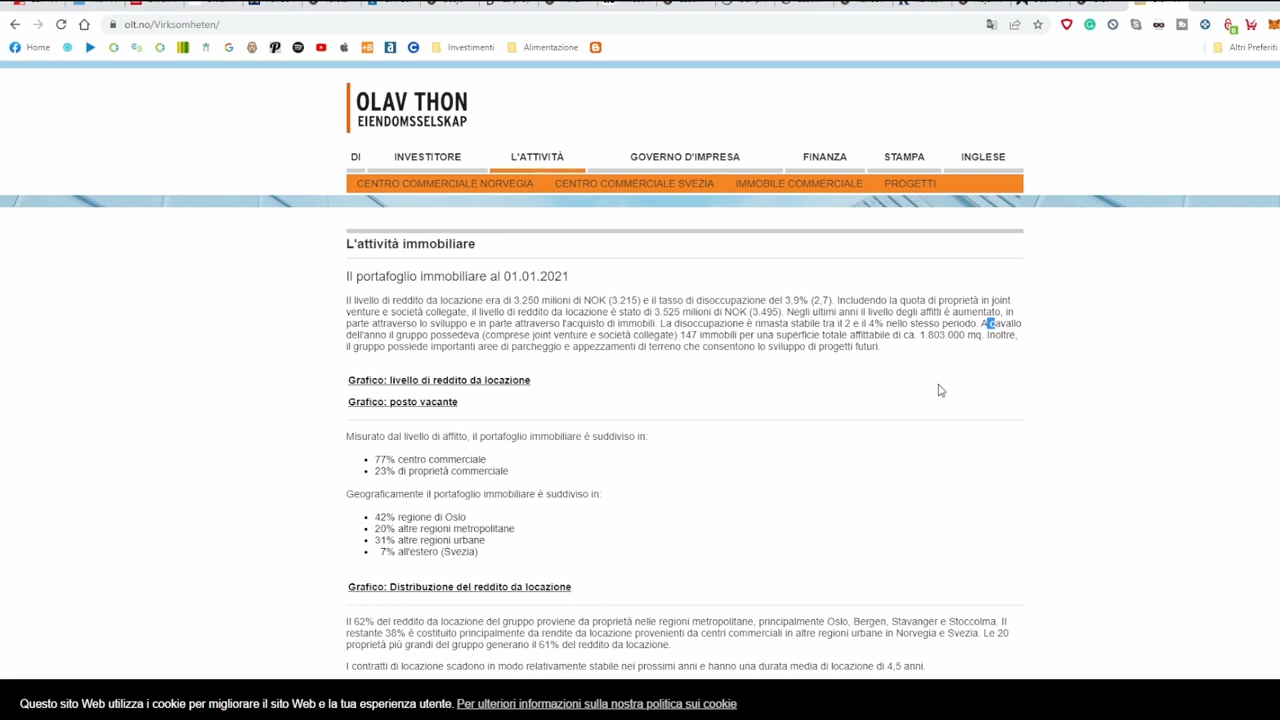 olt.no/Virksomheten/
Home
Investimenti
Alimentazione
Altri Preferiti
OLAV THON
EIENDOMSSELSKAP
DI INVESTITORE L'ATTIVITÀ GOVERNO D'IMPRESA FINANZA STAMPA INGLESE
CENTRO COMMERCIALE NORVEGIA CENTRO COMMERCIALE SVEZIA IMMOBILE COMMERCIALE PROGETTI
L'attività immobiliare
Il portafoglio immobiliare al 01.01.2021
Il livello di reddito da locazione era di 3.250 milioni di NOK (3.215) e il tasso di disoccupazione del 3,9% (2,7). Includendo la quota di proprietà in joint
venture e società collegate, il livello di reddito da locazione è stato di 3.525 milioni di NOK (3.495). Negli ultimi anni il livello degli affitti è aumentato, in
parte attraverso lo sviluppo e in parte attraverso l'acquisto di immobili. La disoccupazione è rimasta stabile tra il 2 e il 4% nello stesso periodo. A cavallo
dell'anno il gruppo possedeva (comprese joint venture e società collegate) 147 immobili per una superficie totale affittabile di ca. 1.803.000 mq. Inoltre,
il gruppo possiede importanti aree di parcheggio e appezzamenti di terreno che consentono lo sviluppo di progetti futuri.
Grafico: livello di reddito da locazione
Grafico: posto vacante
Misurato dal livello di affitto, il portafoglio immobiliare è suddiviso in:
• 77% centro commerciale
• 23% di proprietà commerciale
Geograficamente il portafoglio immobiliare è suddiviso in:
• 42% regione di Oslo
• 20% altre regioni metropolitane
• 31% altre regioni urbane
• 7% all'estero (Svezia)
Grafico: Distribuzione del reddito da locazione
Il 62% del reddito da locazione del gruppo proviene da proprietà nelle regioni metropolitane, principalmente Oslo, Bergen, Stavanger e Stoccolma. Il
restante 38% è costituito principalmente da rendite da locazione provenienti da centri commerciali in altre regioni urbane in Norvegia e Svezia. Le 20
proprietà più grandi del gruppo generano il 61% del reddito da locazione.
I contratti di locazione scadono in modo relativamente stabile nei prossimi anni e hanno una durata media di locazione di 4,5 anni.
Questo sito Web utilizza i cookie per migliorare il sito Web e la tua esperienza utente. Per ulteriori informazioni sulla nostra politica sui cookie